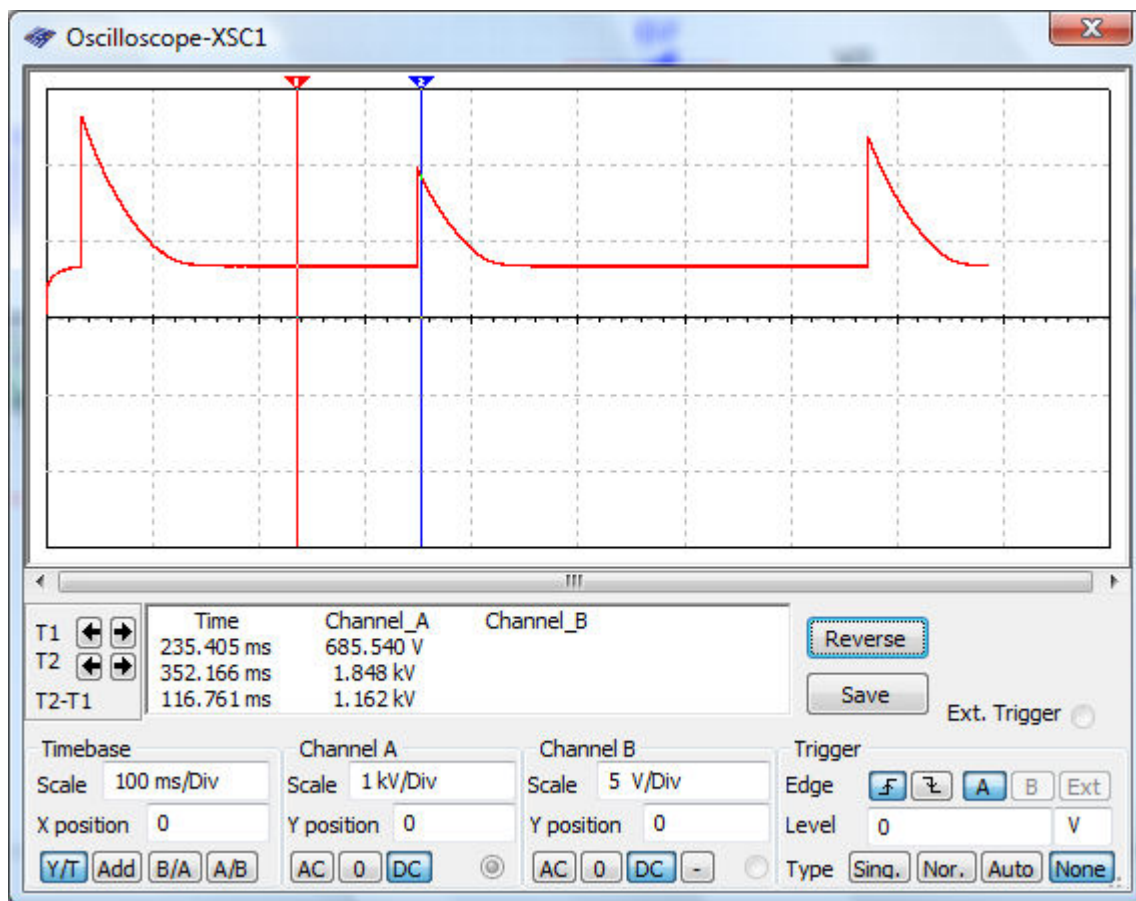 Oscilloscope-XSC1
1
2
Time Channel_A Channel_B
T1 235.405 ms 685.540 V
T2 352.166 ms 1.848 kV
T2-T1 116.761 ms 1.162 kV
Reverse
Save
Ext. Trigger
Timebase
Scale 100 ms/Div
X position 0
Y/T Add B/A A/B
Channel A
Scale 1 kV/Div
Y position 0
AC 0 DC
Channel B
Scale 5 V/Div
Y position 0
AC 0 DC -
Trigger
Edge A B Ext
Level 0 V
Type Sing. Nor. Auto None